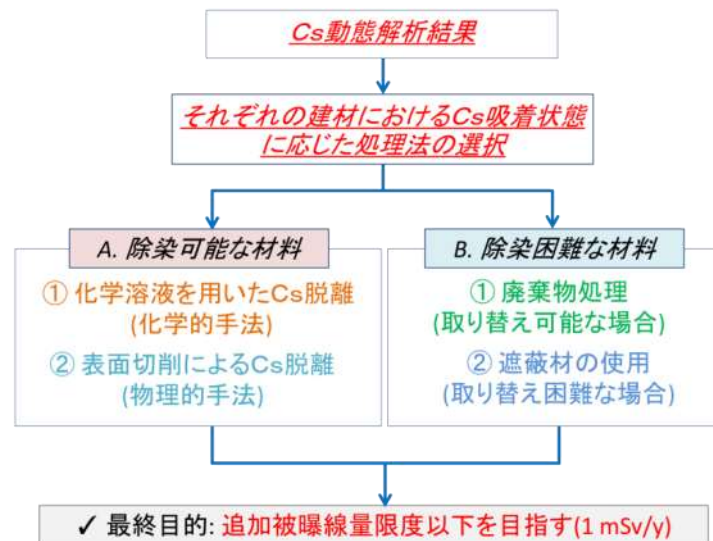 Cs動態解析結果
それぞれの建材におけるCs吸着状態
に応じた処理法の選択
A. 除染可能な材料
① 化学溶液を用いたCs脱離
(化学的手法)
② 表面切削によるCs脱離
(物理的手法)
B. 除染困難な材料
① 廃棄物処理
(取り替え可能な場合)
② 遮蔽材の使用
(取り替え困難な場合)
✓ 最終目的: 追加被曝線量限度以下を目指す(1 mSv/y)